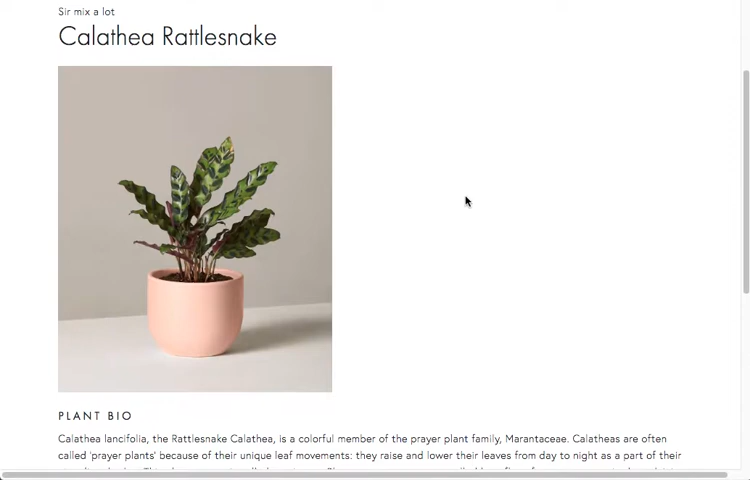 Sir mix a lot
Calathea Rattlesnake
PLANT BIO
Calathea lancifolia, the Rattlesnake Calathea, is a colorful member of the prayer plant family, Marantaceae. Calatheas are often
called 'prayer plants' because of their unique leaf movements: they raise and lower their leaves from day to night as a part of their